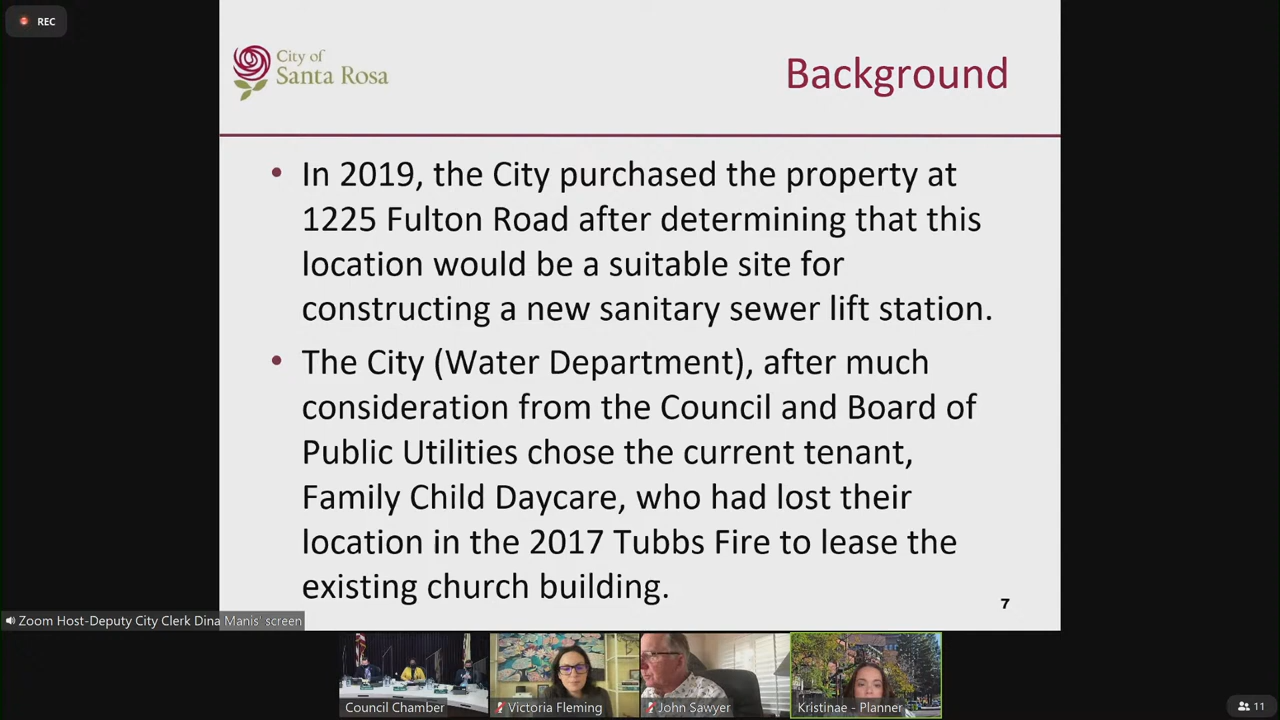 REC
City of
Santa Rosa
Background
• In 2019, the City purchased the property at
1225 Fulton Road after determining that this
location would be a suitable site for
constructing a new sanitary sewer lift station.
• The City (Water Department), after much
consideration from the Council and Board of
Public Utilities chose the current tenant,
Family Child Daycare, who had lost their
location in the 2017 Tubbs Fire to lease the
existing church building.
7
Zoom Host-Deputy City Clerk Dina Manis' screen
Council Chamber
Victoria Fleming
John Sawyer
Kristinae - Planner
11